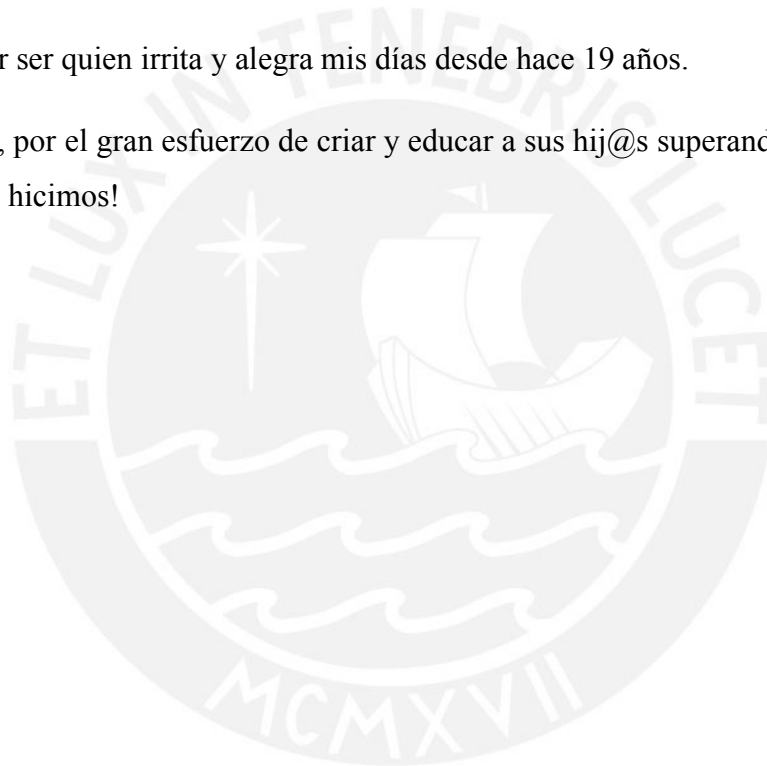 r ser quien irrita y alegra mis días desde hace 19 años.
, por el gran esfuerzo de criar y educar a sus hij@s superand
hicimos!
ET LUX IN TENEBRIS LUCET
MCMXVII